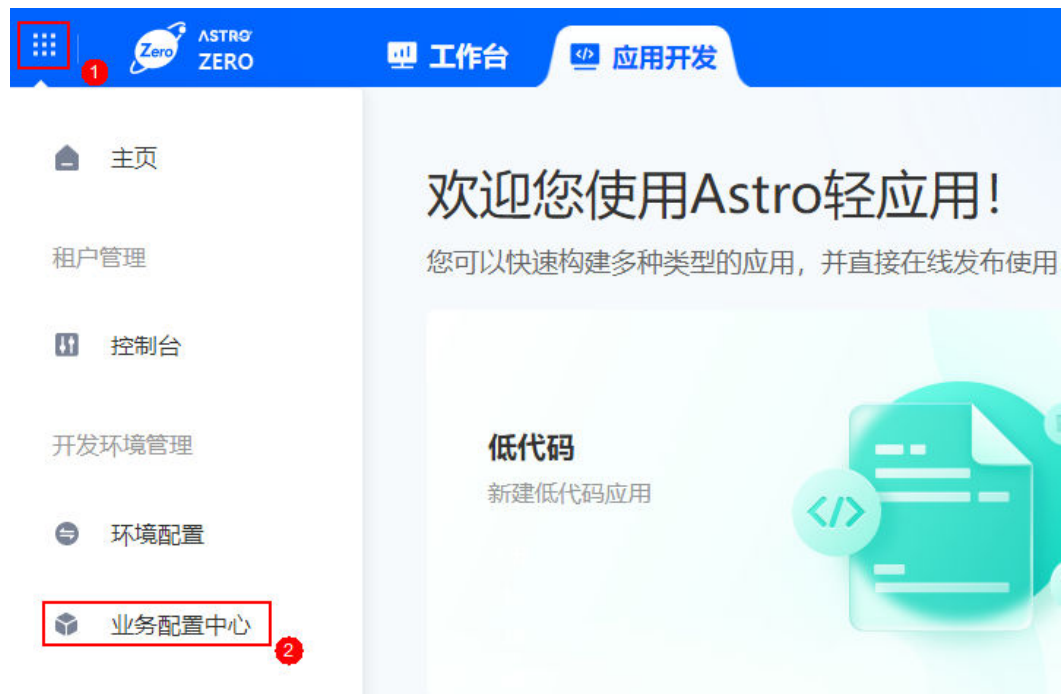 1
Zero
ASTRO
ZERO
工作台
</>
应用开发
主页
欢迎您使用Astro轻应用！
租户管理
您可以快速构建多种类型的应用，并直接在线发布使用
控制台
开发环境管理
低代码
新建低代码应用
</>
环境配置
业务配置中心
2